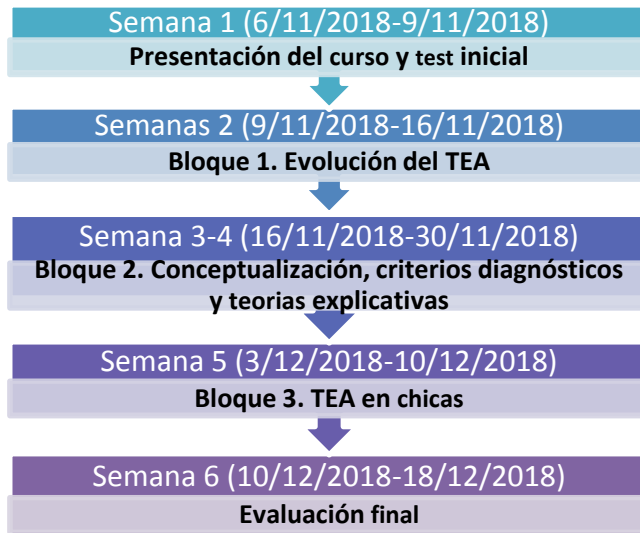 Semana 1 (6/11/2018-9/11/2018)
Presentación del curso y test inicial
Semanas 2 (9/11/2018-16/11/2018)
Bloque 1. Evolución del TEA
Semana 3-4 (16/11/2018-30/11/2018)
Bloque 2. Conceptualización, criterios diagnósticos
y teorias explicativas
Semana 5 (3/12/2018-10/12/2018)
Bloque 3. TEA en chicas
Semana 6 (10/12/2018-18/12/2018)
Evaluación final